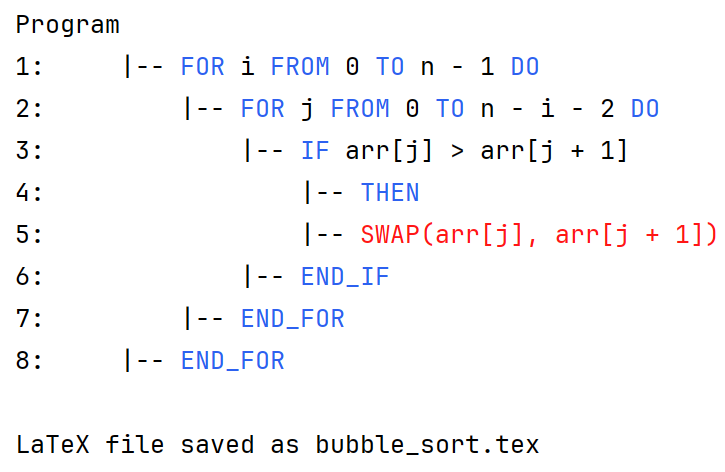 Program
1:     |-- FOR i FROM 0 TO n - 1 DO
2:         |-- FOR j FROM 0 TO n - i - 2 DO
3:             |-- IF arr[j] > arr[j + 1]
4:                 |-- THEN
5:                 |-- SWAP(arr[j], arr[j + 1])
6:             |-- END_IF
7:         |-- END_FOR
8:     |-- END_FOR
LaTeX file saved as bubble_sort.tex